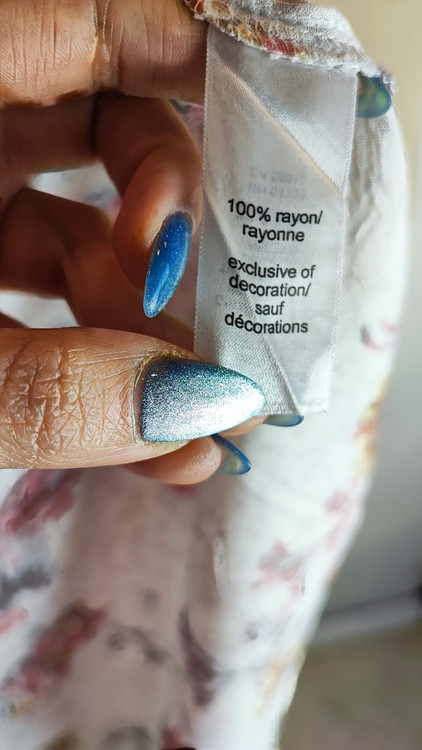 100% rayon/
rayonne
exclusive of
decoration/
sauf
décorations